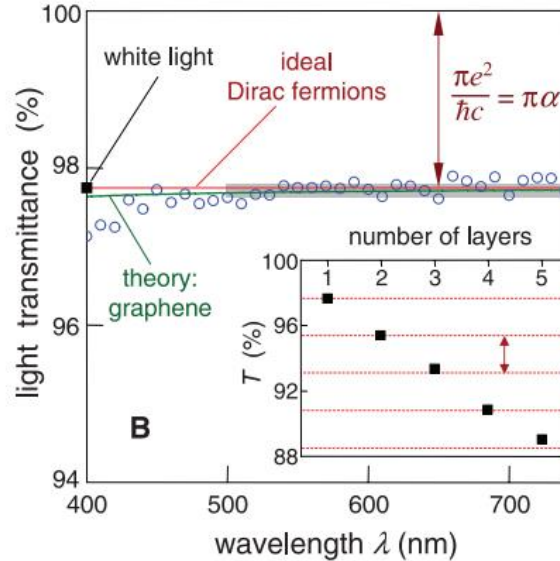 100
98
96
94
light transmittance (%)
white light
ideal
Dirac fermions
πe²/ħc = πα
theory:
graphene
B
number of layers
1 2 3 4 5
96
92
88
T (%)
400 500 600 700
wavelength λ (nm)